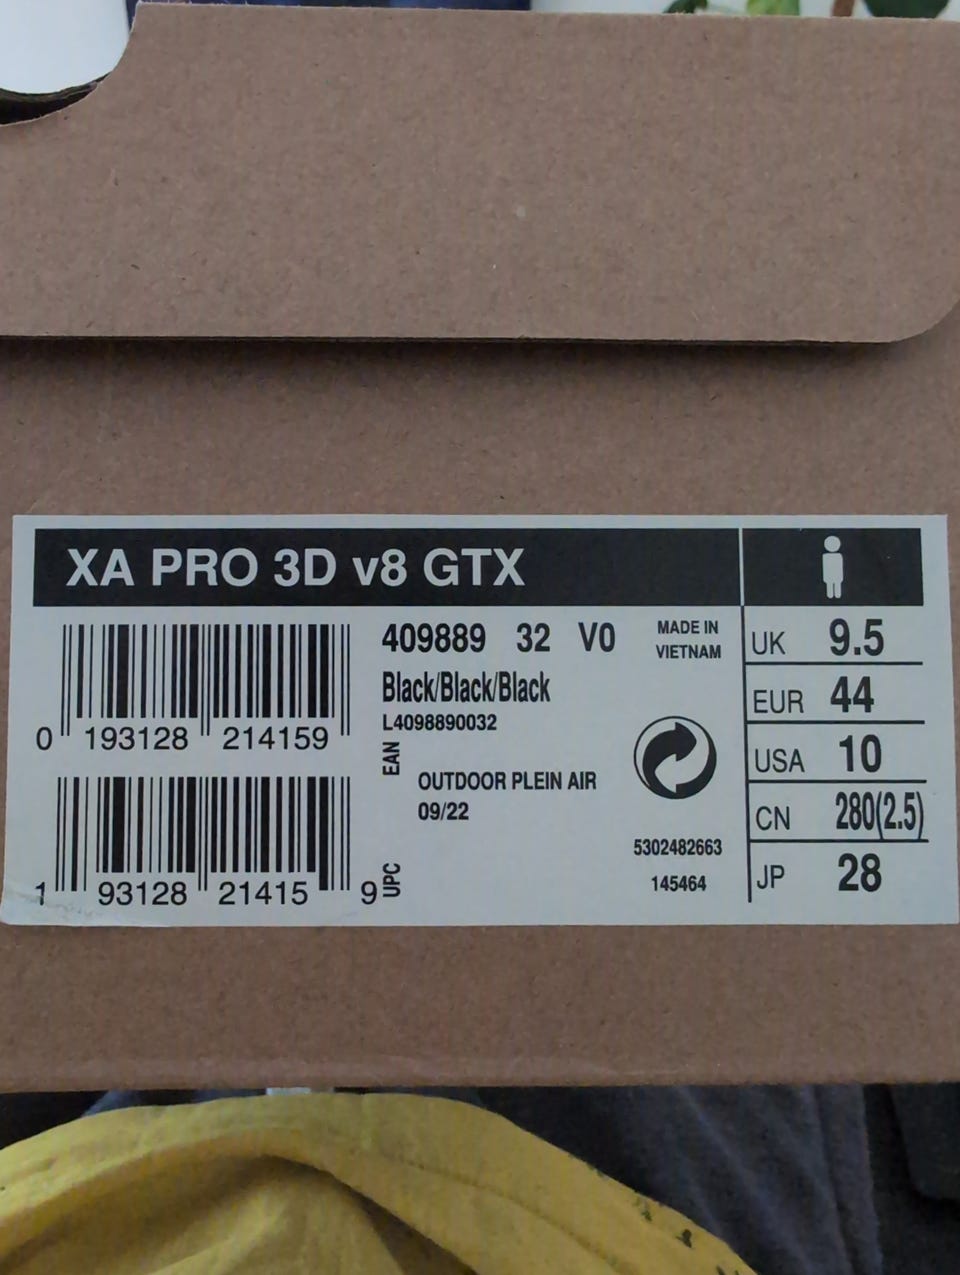 XA PRO 3D v8 GTX
409889 32 V0
MADE IN
VIETNAM
Black/Black/Black
L4098890032
0 193128 214159
EAN
OUTDOOR PLEIN AIR
09/22
1 93128 21415 9
UPC
5302482663
145464
UK 9.5
EUR 44
USA 10
CN 280(2.5)
JP 28